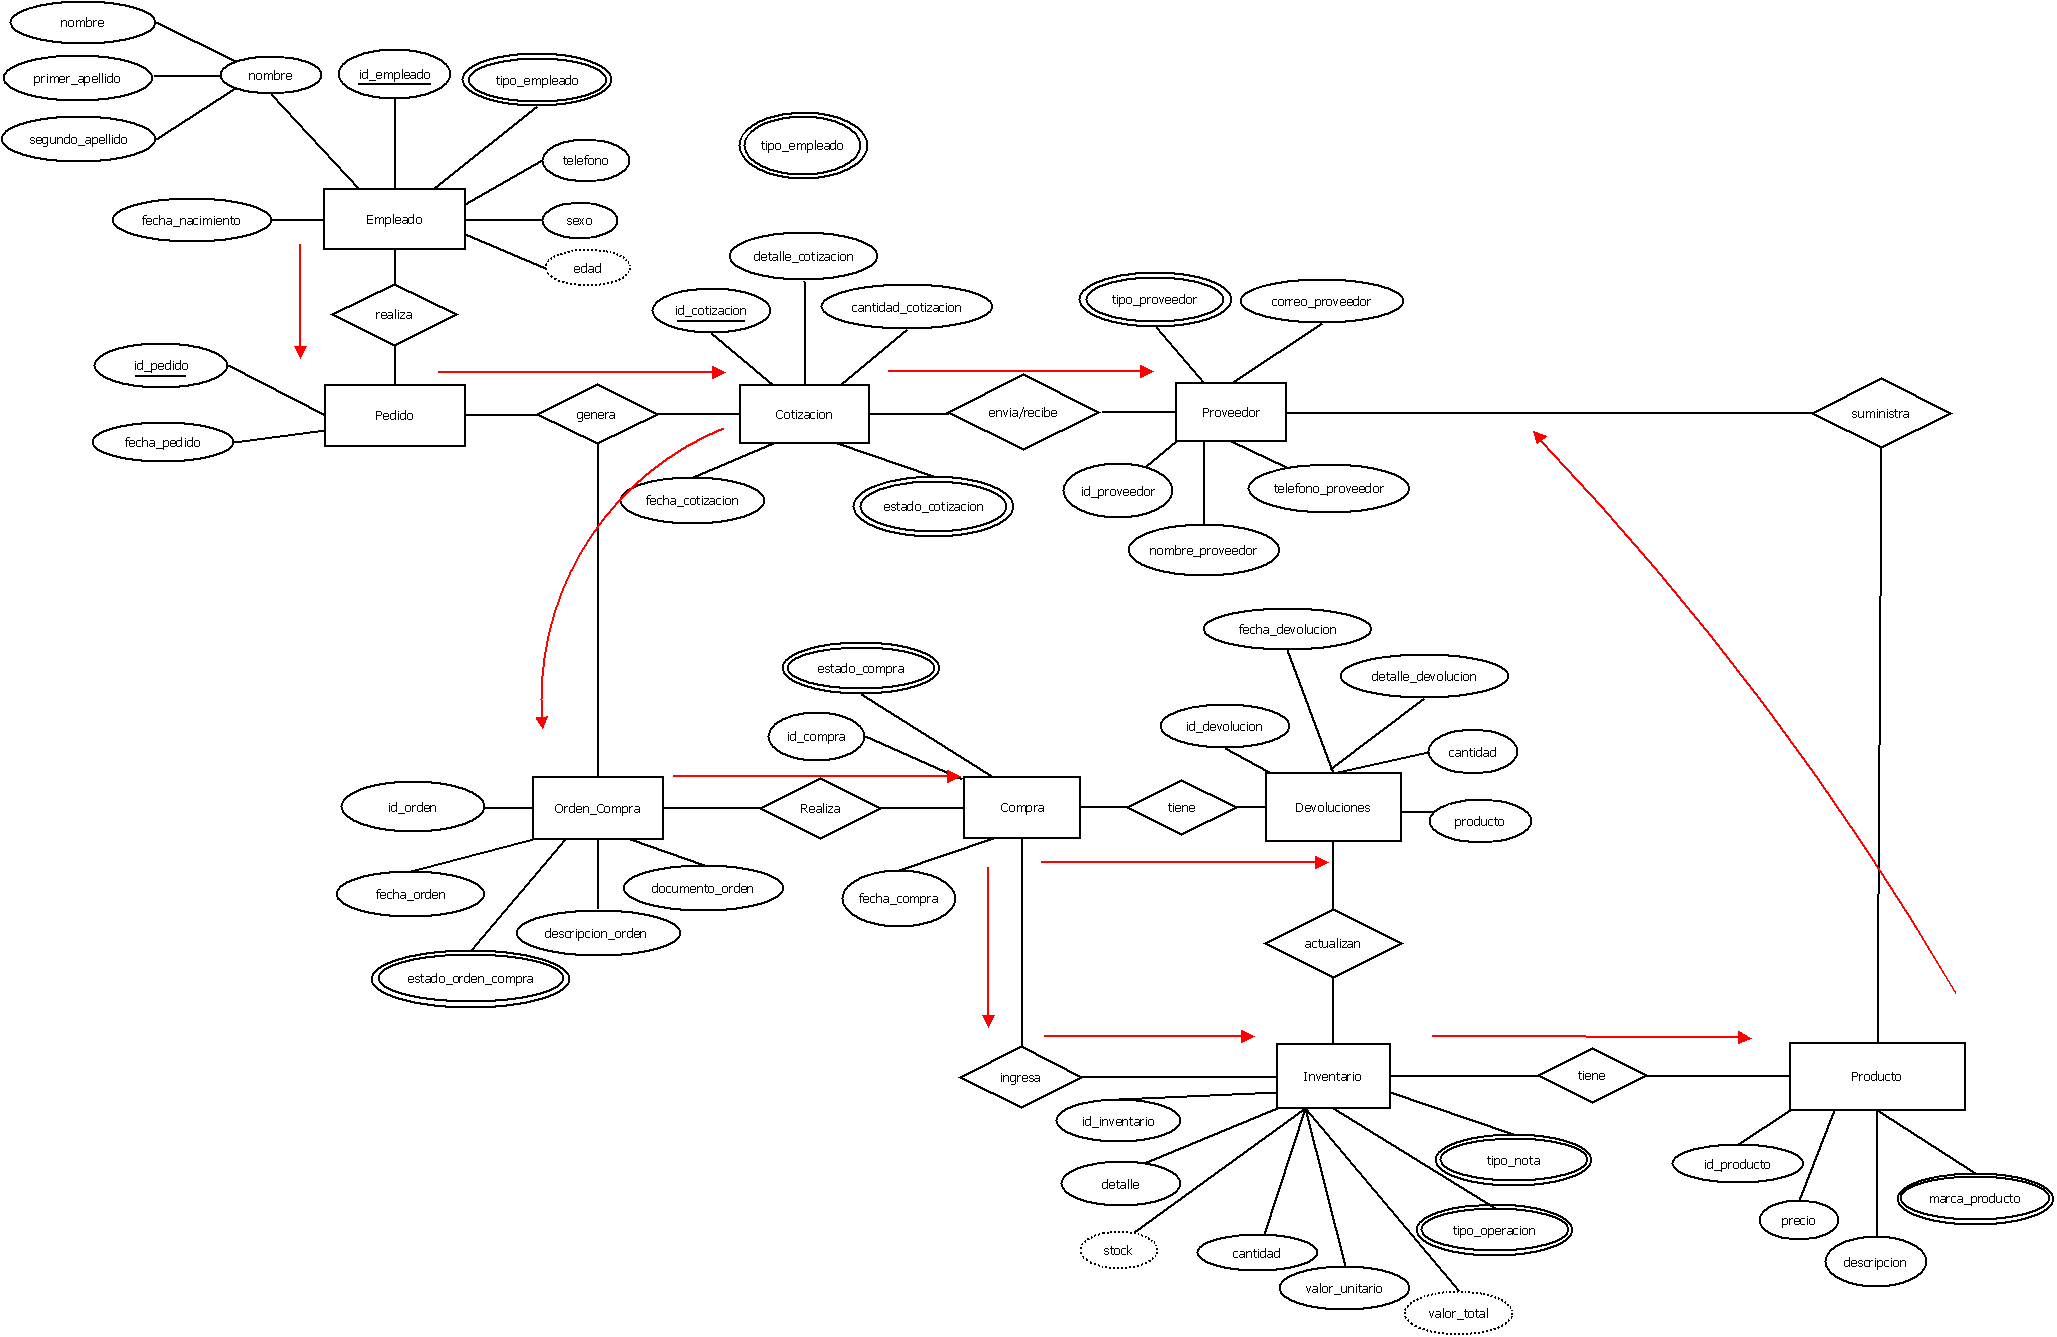 nombre
primer_apellido
segundo_apellido
nombre
id_empleado
tipo_empleado
telefono
sexo
edad
fecha_nacimiento
Empleado
tipo_empleado
realiza
id_pedido
fecha_pedido
Pedido
genera
id_cotizacion
detalle_cotizacion
cantidad_cotizacion
Cotizacion
fecha_cotizacion
estado_cotizacion
envia/recibe
tipo_proveedor
correo_proveedor
Proveedor
id_proveedor
nombre_proveedor
telefono_proveedor
suministra
estado_compra
id_compra
fecha_devolucion
detalle_devolucion
id_devolucion
cantidad
producto
id_orden
Orden_Compra
Realiza
Compra
tiene
Devoluciones
fecha_orden
documento_orden
descripcion_orden
estado_orden_compra
fecha_compra
actualizan
ingresa
Inventario
tiene
Producto
id_inventario
detalle
stock
cantidad
valor_unitario
valor_total
tipo_operacion
tipo_nota
id_producto
precio
descripcion
marca_producto